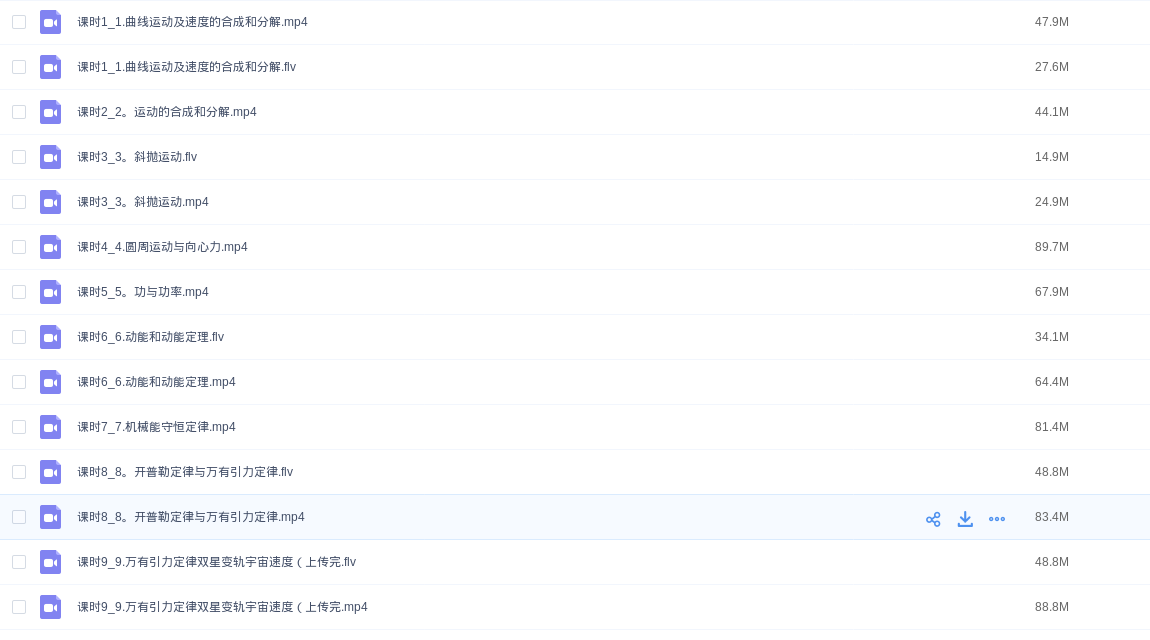 课时1_1.曲线运动及速度的合成和分解.mp4 47.9M
课时1_1.曲线运动及速度的合成和分解.flv 27.6M
课时2_2。运动的合成和分解.mp4 44.1M
课时3_3。斜抛运动.flv 14.9M
课时3_3。斜抛运动.mp4 24.9M
课时4_4.圆周运动与向心力.mp4 89.7M
课时5_5。功与功率.mp4 67.9M
课时6_6.动能和动能定理.flv 34.1M
课时6_6.动能和动能定理.mp4 64.4M
课时7_7.机械能守恒定律.mp4 81.4M
课时8_8。开普勒定律与万有引力定律.flv 48.8M
课时8_8。开普勒定律与万有引力定律.mp4 83.4M
课时9_9.万有引力定律双星变轨宇宙速度（上传完.flv 48.8M
课时9_9.万有引力定律双星变轨宇宙速度（上传完.mp4 88.8M